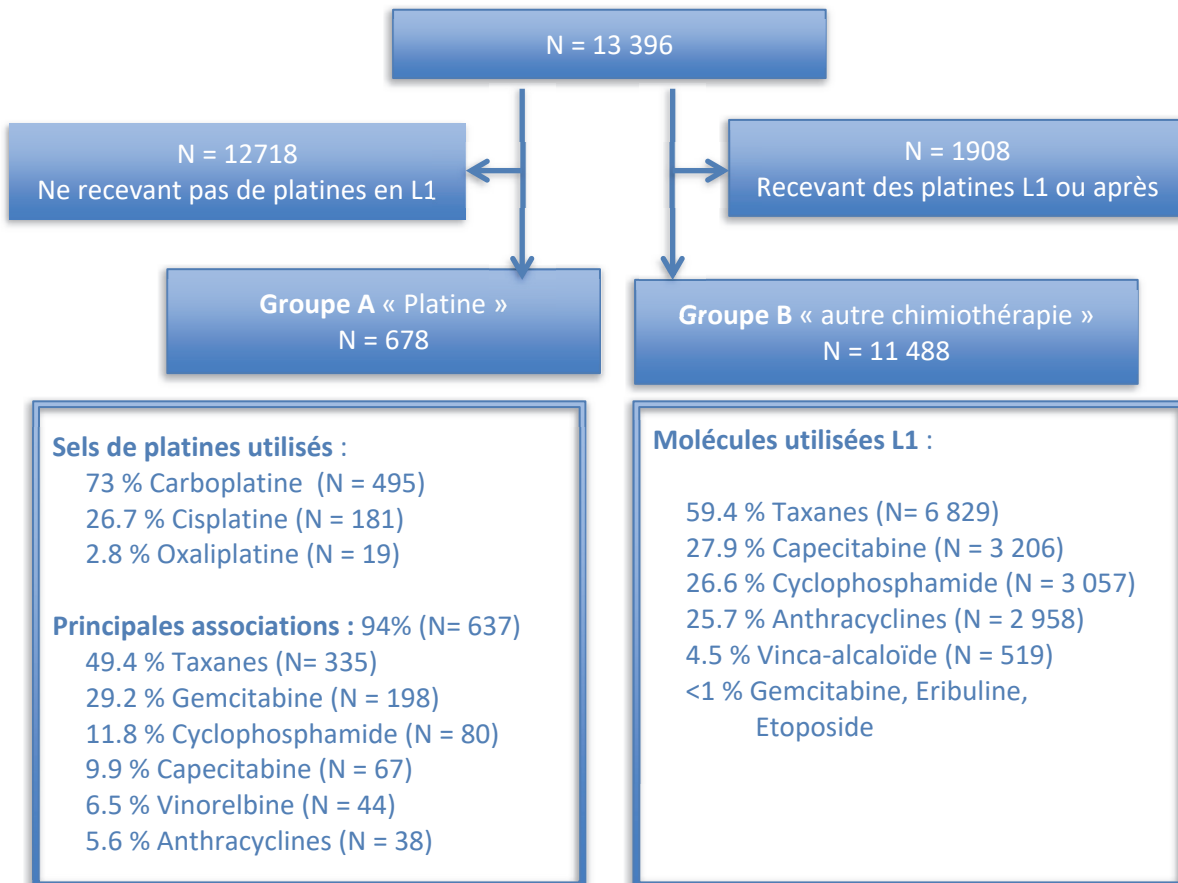 N = 13 396
N = 12718
Ne recevant pas de platines en L1
N = 1908
Recevant des platines L1 ou après
Groupe A « Platine »
N = 678
Groupe B « autre chimiothérapie »
N = 11 488
Sels de platines utilisés :
73 % Carboplatine (N = 495)
26.7 % Cisplatine (N = 181)
2.8 % Oxaliplatine (N = 19)
Principales associations : 94% (N= 637)
49.4 % Taxanes (N= 335)
29.2 % Gemcitabine (N = 198)
11.8 % Cyclophosphamide (N = 80)
9.9 % Capecitabine (N = 67)
6.5 % Vinorelbine (N = 44)
5.6 % Anthracyclines (N = 38)
Molécules utilisées L1 :
59.4 % Taxanes (N= 6 829)
27.9 % Capecitabine (N = 3 206)
26.6 % Cyclophosphamide (N = 3 057)
25.7 % Anthracyclines (N = 2 958)
4.5 % Vinca-alcaloïde (N = 519)
<1 % Gemcitabine, Eribuline,
Etoposide